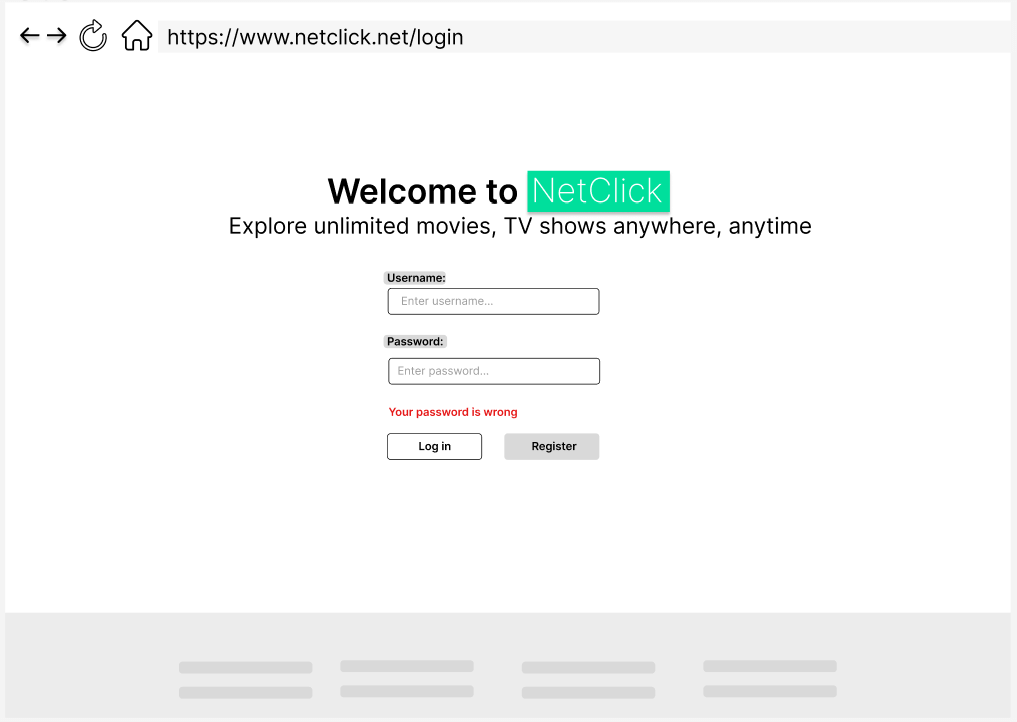 https://www.netclick.net/login
Welcome to NetClick
Explore unlimited movies, TV shows anywhere, anytime
Username:
Enter username...
Password:
Enter password...
Your password is wrong
Log in Register